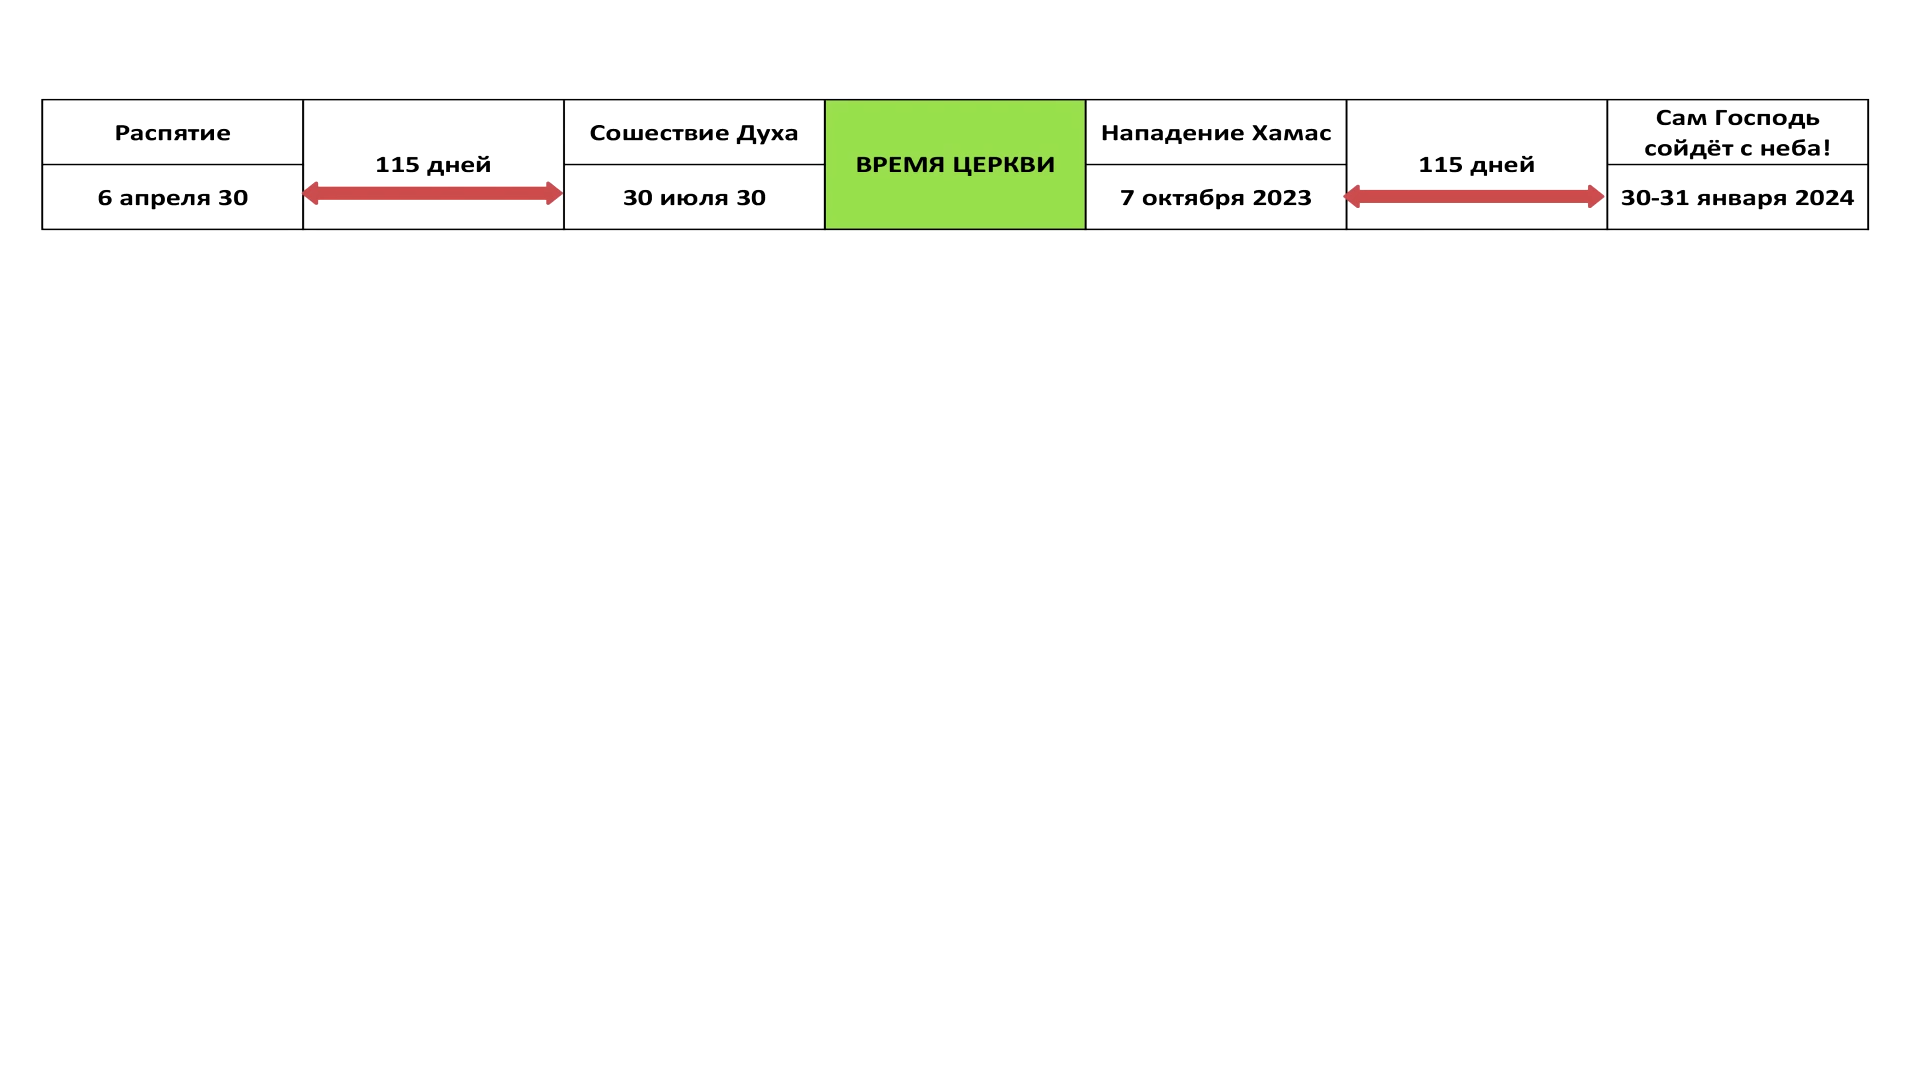 Распятие
6 апреля 30
115 дней
Сошествие Духа
30 июля 30
ВРЕМЯ ЦЕРКВИ
Нападение Хамас
7 октября 2023
115 дней
Сам Господь
сойдёт с неба!
30-31 января 2024